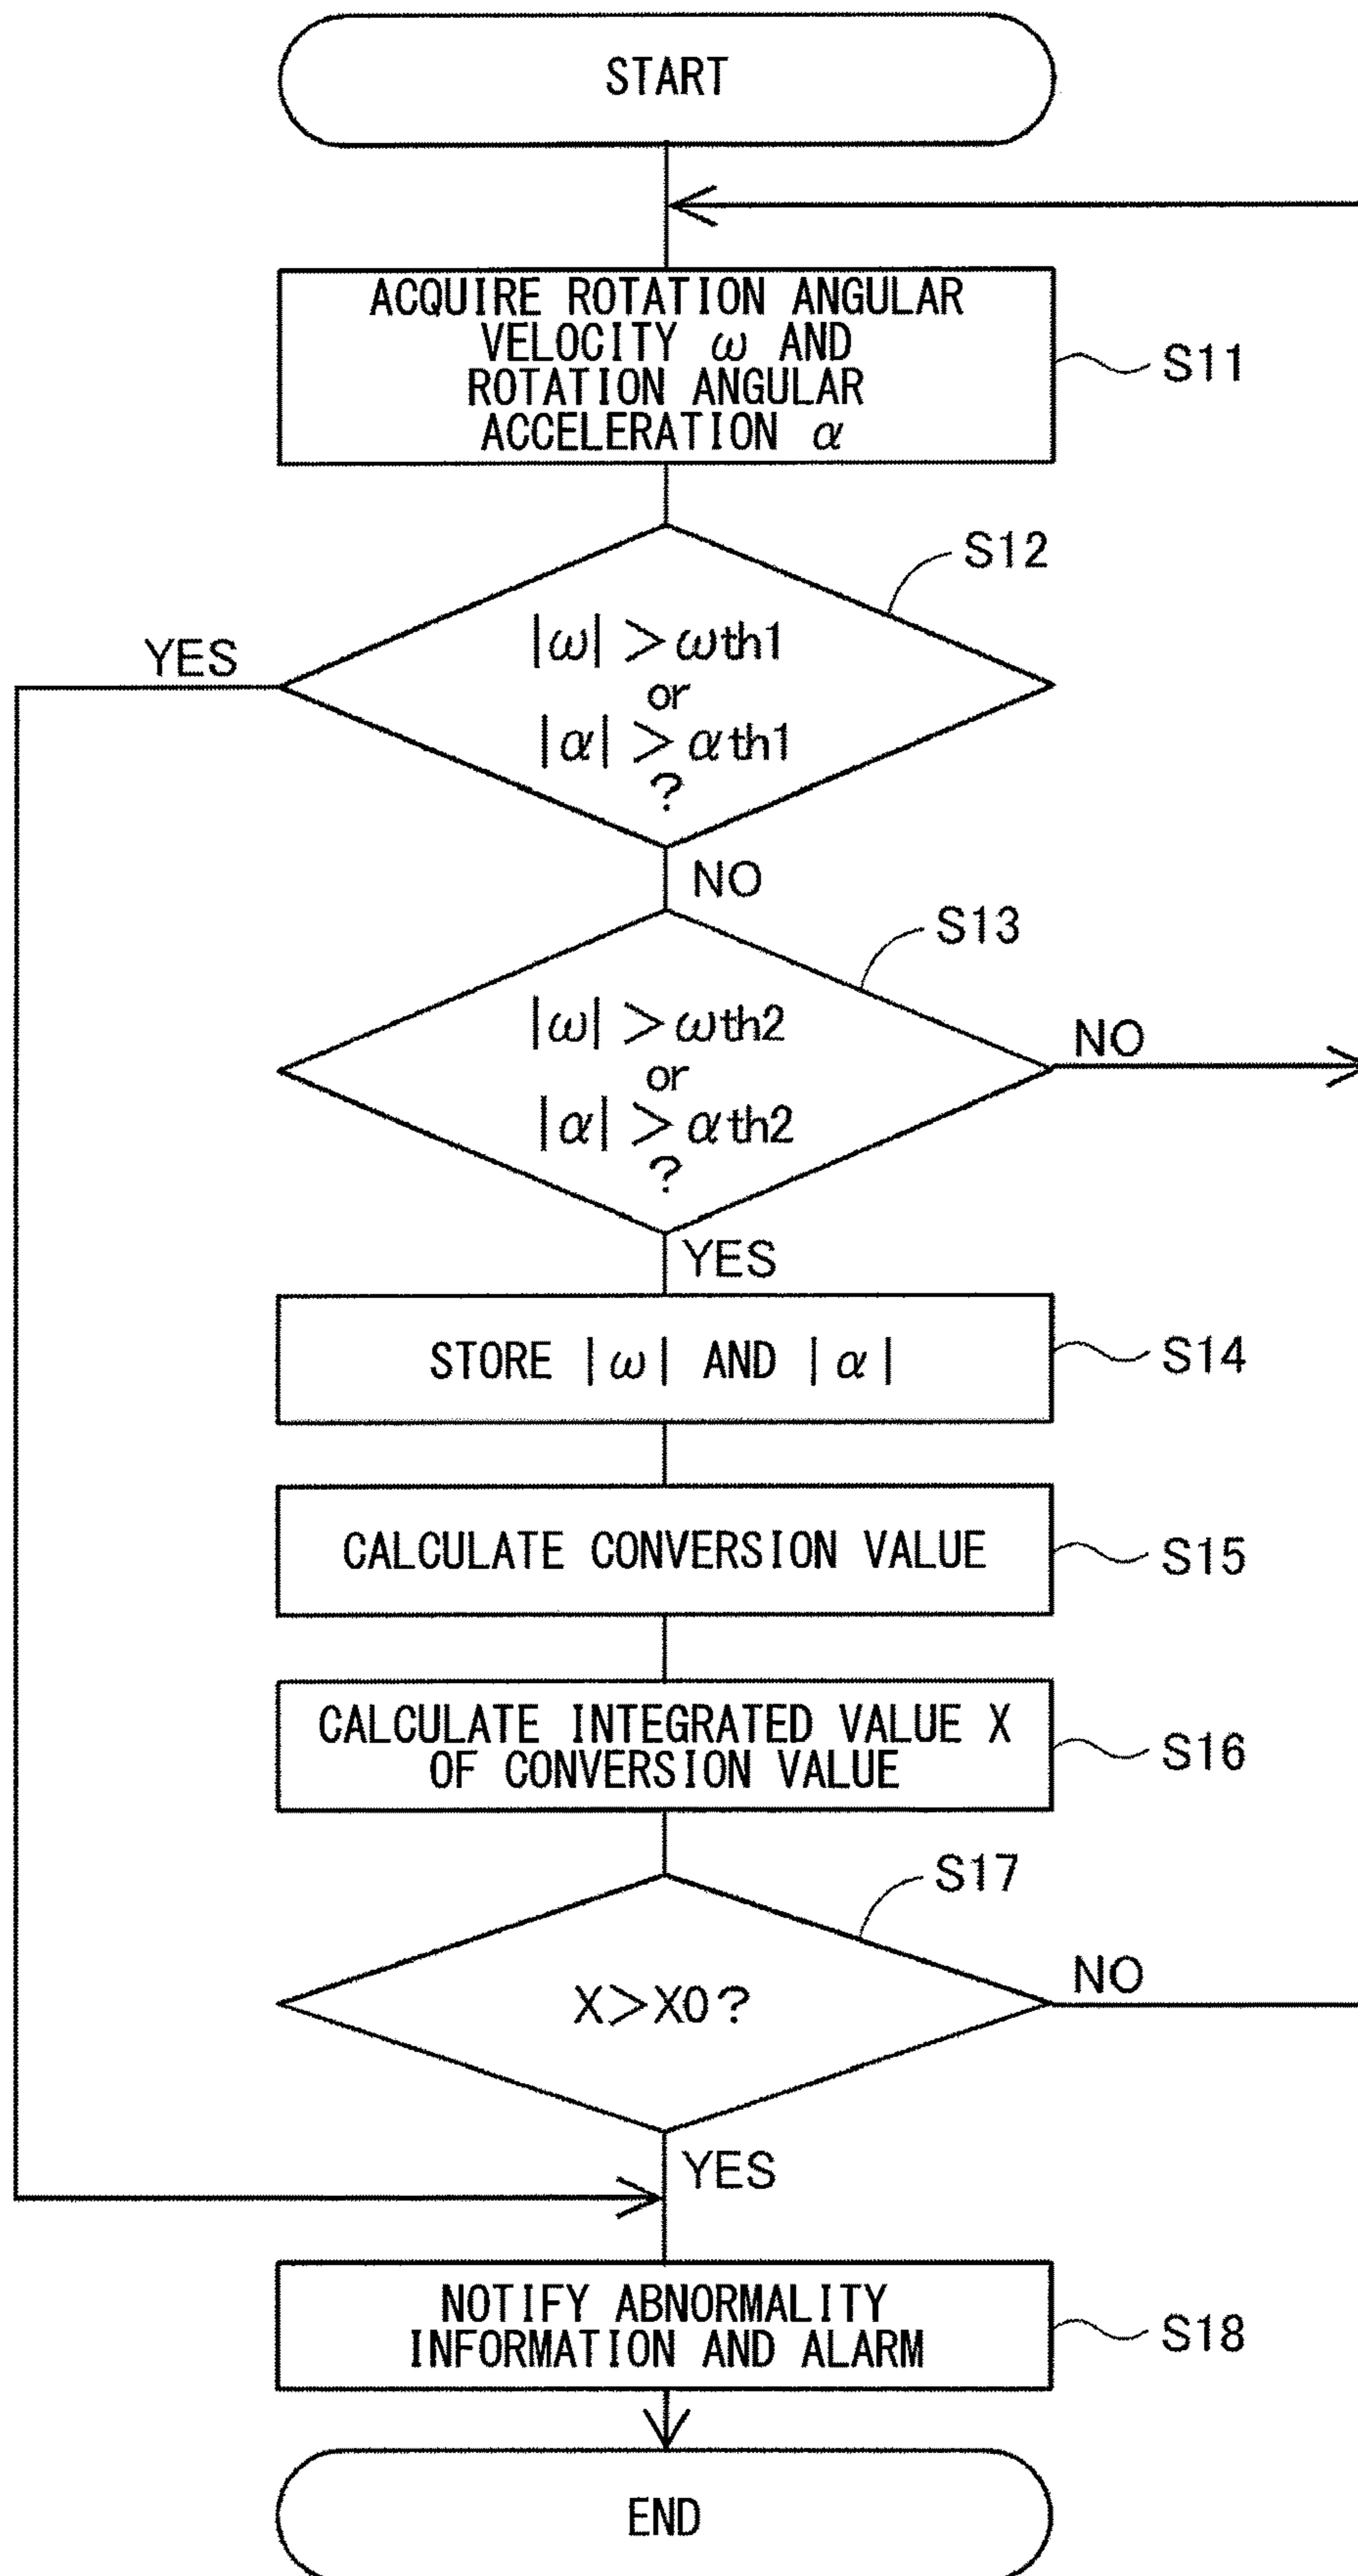 START
ACQUIRE ROTATION ANGULAR
VELOCITY ω AND
ROTATION ANGULAR
ACCELERATION α
S11
S12
|ω| >ωth1
or
|α| >αth1
?
YES
NO
S13
|ω| >ωth2
or
|α| >αth2
?
NO
YES
STORE |ω| AND |α|
S14
CALCULATE CONVERSION VALUE
S15
CALCULATE INTEGRATED VALUE X
OF CONVERSION VALUE
S16
S17
X>X0?
NO
YES
NOTIFY ABNORMALITY
INFORMATION AND ALARM
S18
END